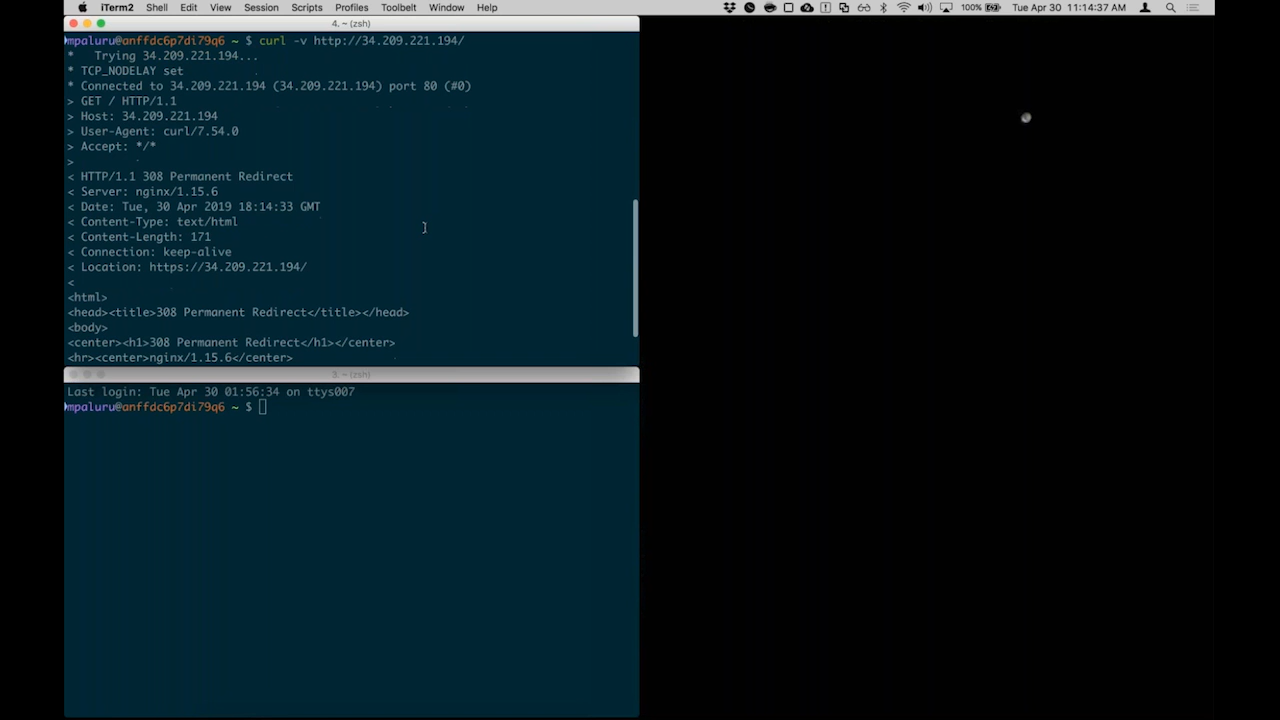 iTerm2 Shell Edit View Session Scripts Profiles Toolbelt Window Help 100% Tue Apr 30 11:14:37 AM
4. ~ (zsh)
mpaluru@anffdc6p7di79q6 ~ $ curl -v http://34.209.221.194/
*   Trying 34.209.221.194...
* TCP_NODELAY set
* Connected to 34.209.221.194 (34.209.221.194) port 80 (#0)
> GET / HTTP/1.1
> Host: 34.209.221.194
> User-Agent: curl/7.54.0
> Accept: */*
>
< HTTP/1.1 308 Permanent Redirect
< Server: nginx/1.15.6
< Date: Tue, 30 Apr 2019 18:14:33 GMT
< Content-Type: text/html
< Content-Length: 171
< Connection: keep-alive
< Location: https://34.209.221.194/
<
<html>
<head><title>308 Permanent Redirect</title></head>
<body>
<center><h1>308 Permanent Redirect</h1></center>
<hr><center>nginx/1.15.6</center>
3. ~ (zsh)
Last login: Tue Apr 30 01:56:34 on ttys007
mpaluru@anffdc6p7di79q6 ~ $